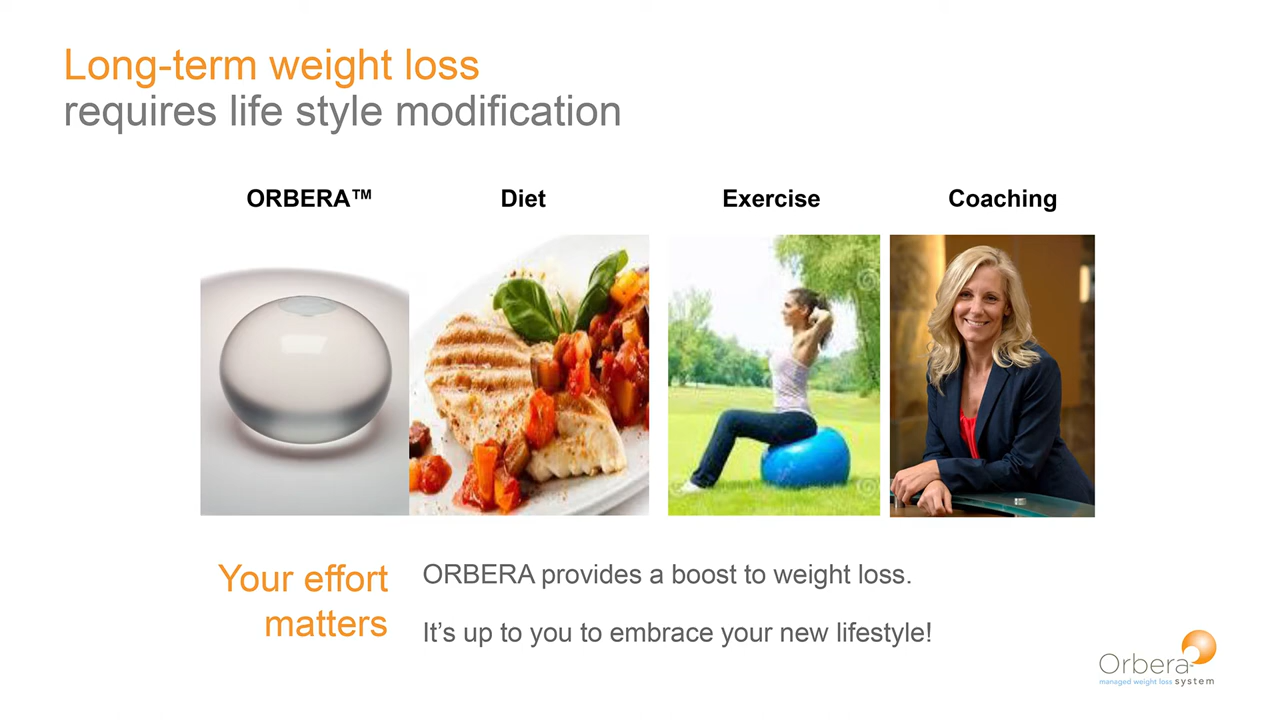 Long-term weight loss
requires life style modification
ORBERA™ Diet Exercise Coaching
Your effort
matters
ORBERA provides a boost to weight loss.
It's up to you to embrace your new lifestyle!
Orbera™
managed weight loss system